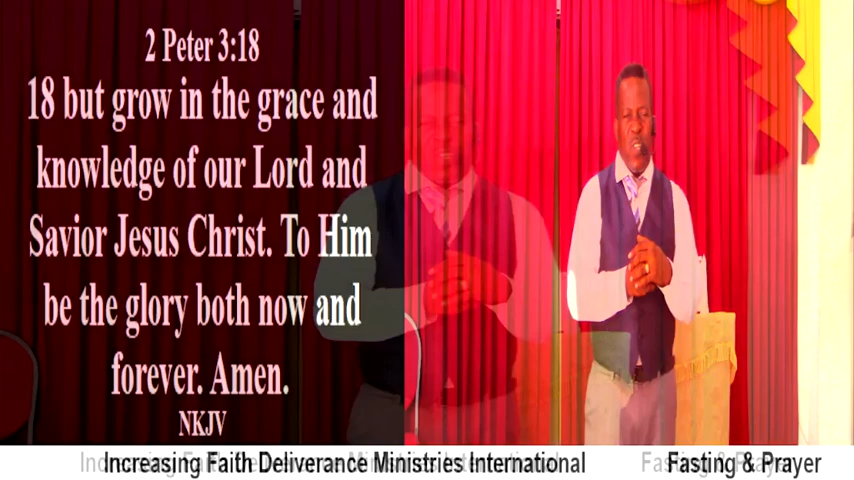 2 Peter 3:18
18 but grow in the grace and
knowledge of our Lord and
Savior Jesus Christ. To Him
be the glory both now and
forever. Amen.
NKJV
Increasing Faith Deliverance Ministries International Fasting & Prayer